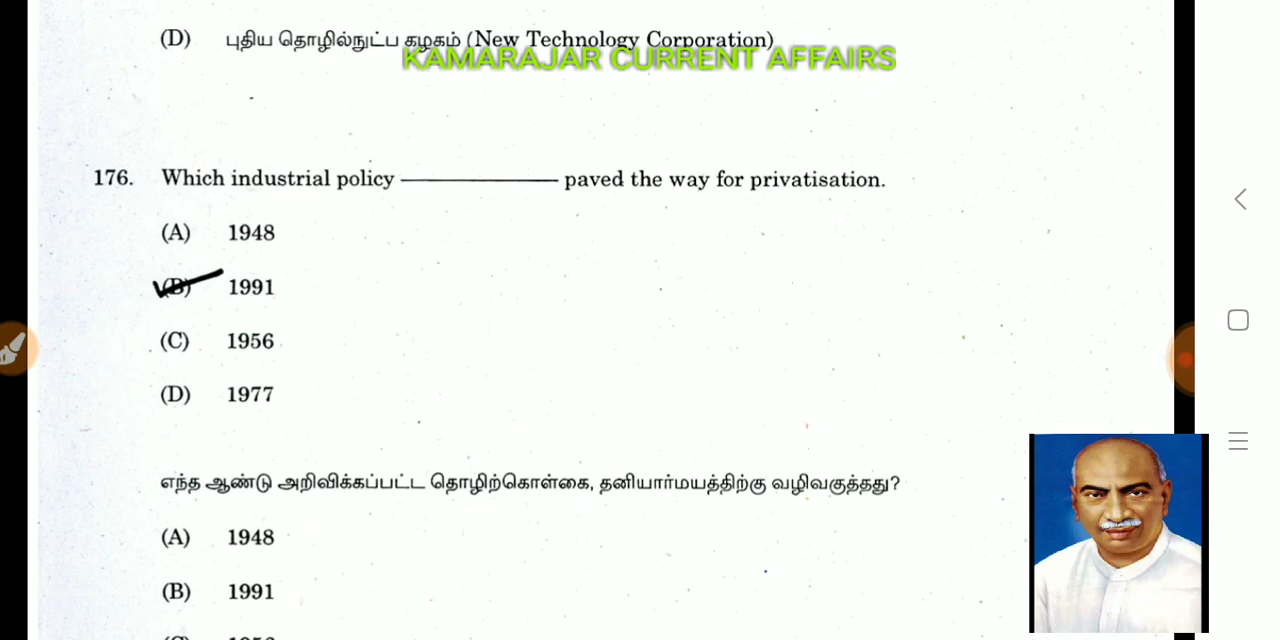 (D) புதிய தொழில்நுட்ப கழகம் (New Technology Corporation)
KAMARAJAR CURRENT AFFAIRS
176. Which industrial policy ———— paved the way for privatisation.
(A) 1948
(B) 1991
(C) 1956
(D) 1977
எந்த ஆண்டு அறிவிக்கப்பட்ட தொழிற்கொள்கை, தனியார்மயத்திற்கு வழிவகுத்தது?
(A) 1948
(B) 1991